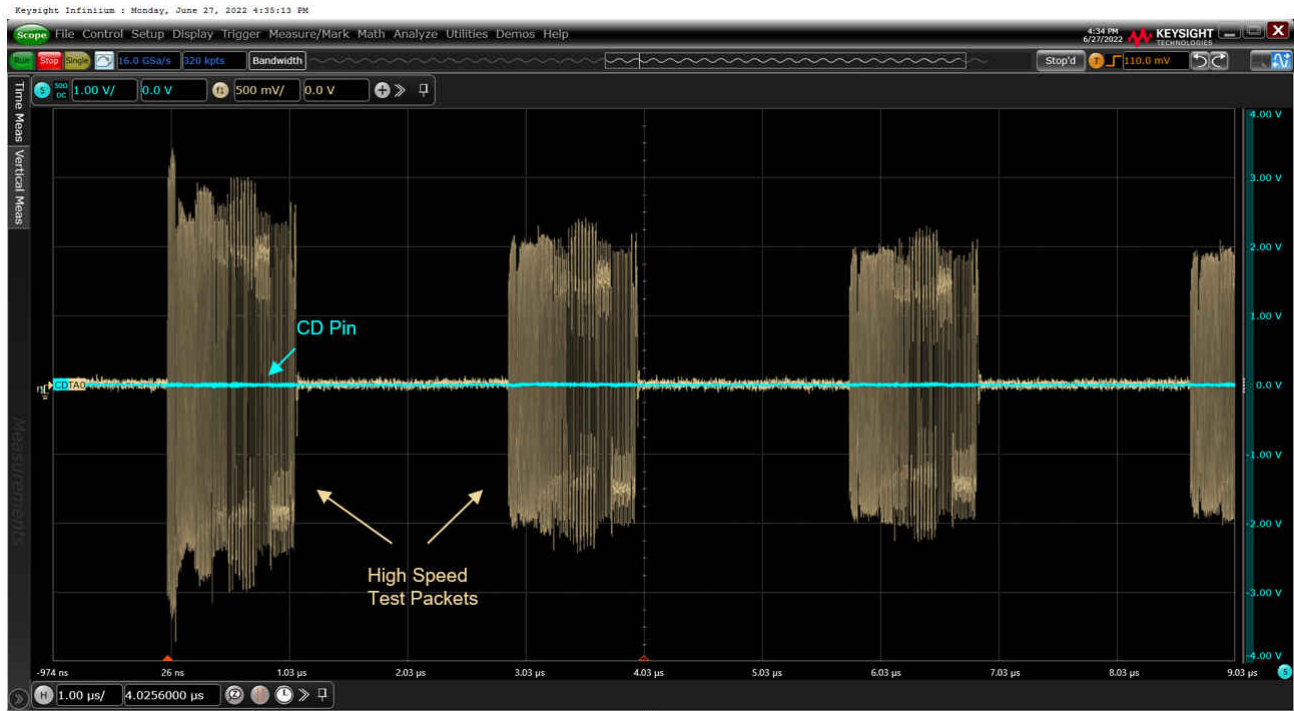 Keysight Infiniium : Monday, June 27, 2022 4:35:13 PM
Scope File Control Setup Display Trigger Measure/Mark Math Analyze Utilities Demos Help
4:34 PM
6/27/2022
KEYSIGHT
TECHNOLOGIES
Run Stop Single 16.0 GSa/s 320 kpts Bandwidth Stop'd T 110.0 mV
5 50Ω DC 1.00 V/ 0.0 V f1 500 mV/ 0.0 V
Time Meas
Vertical Meas
Measurements
4.00 V
3.00 V
2.00 V
1.00 V
CD Pin
0.0 V
-1.00 V
-2.00 V
High Speed
Test Packets
-3.00 V
-4.00 V
-974 ns 26 ns 1.03 µs 2.03 µs 3.03 µs 4.03 µs 5.03 µs 6.03 µs 7.03 µs 8.03 µs 9.03 µs 5
H 1.00 µs/ 4.0256000 µs